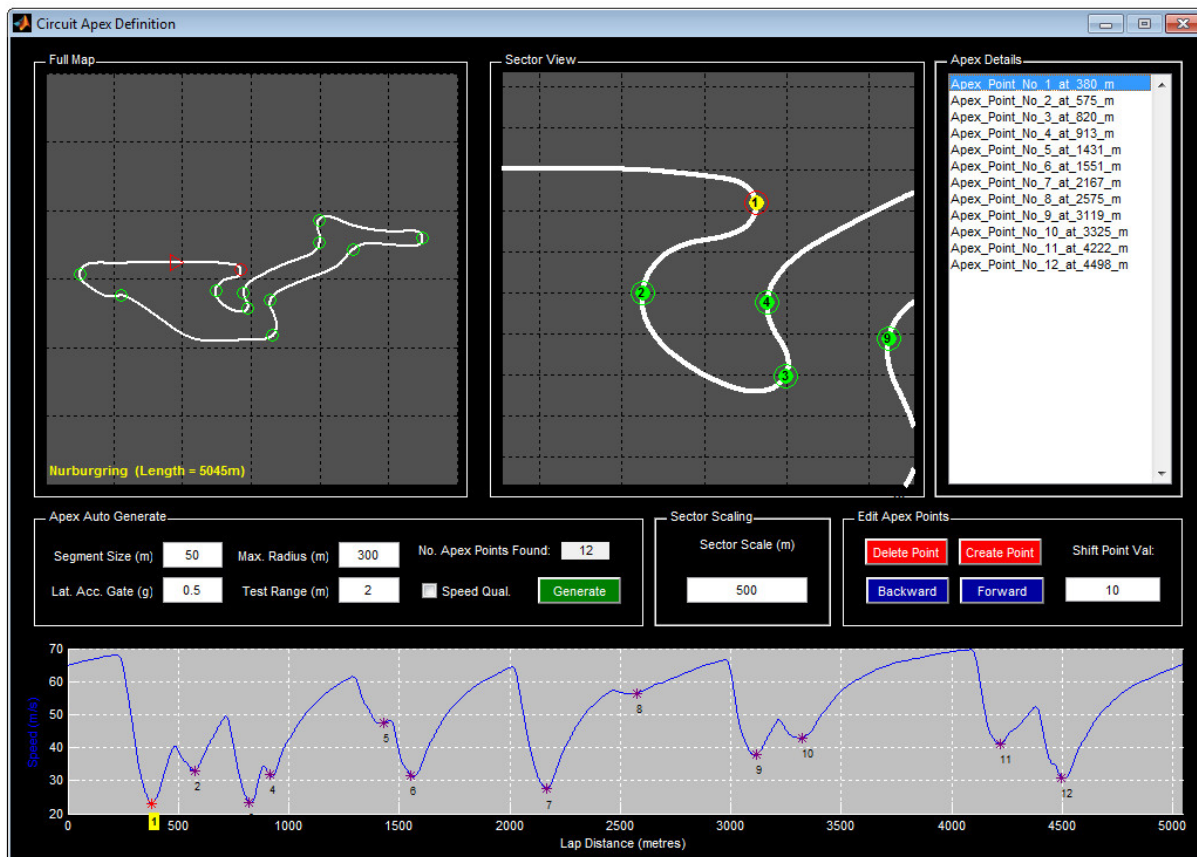 Circuit Apex Definition
Full Map
Nurburgring (Length = 5045m)
Sector View
1
2
4
9
3
Apex Details
Apex_Point_No_1_at_380_m
Apex_Point_No_2_at_575_m
Apex_Point_No_3_at_820_m
Apex_Point_No_4_at_913_m
Apex_Point_No_5_at_1431_m
Apex_Point_No_6_at_1551_m
Apex_Point_No_7_at_2167_m
Apex_Point_No_8_at_2575_m
Apex_Point_No_9_at_3119_m
Apex_Point_No_10_at_3325_m
Apex_Point_No_11_at_4222_m
Apex_Point_No_12_at_4498_m
Apex Auto Generate
Segment Size (m) 50 Max. Radius (m) 300 No. Apex Points Found: 12
Lat. Acc. Gate (g) 0.5 Test Range (m) 2 Speed Qual. Generate
Sector Scaling
Sector Scale (m)
500
Edit Apex Points
Delete Point Create Point Shift Point Val:
Backward Forward 10
Speed (m/s)
70
60
50
40
30
20
1
2
4
5
6
7
8
9
10
11
12
0 500 1000 1500 2000 2500 3000 3500 4000 4500 5000
Lap Distance (metres)